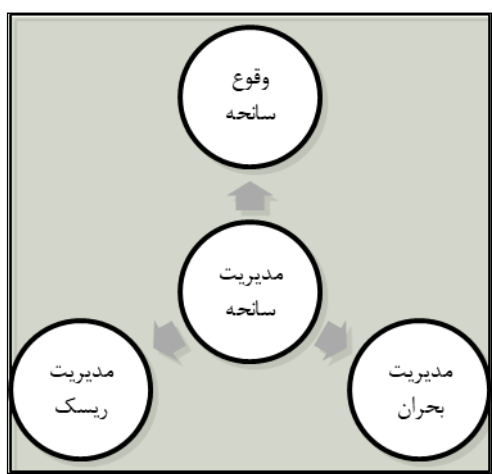 وقوع
سانحه
مدیریت
سانحه
مدیریت
بحران
مدیریت
ریسک